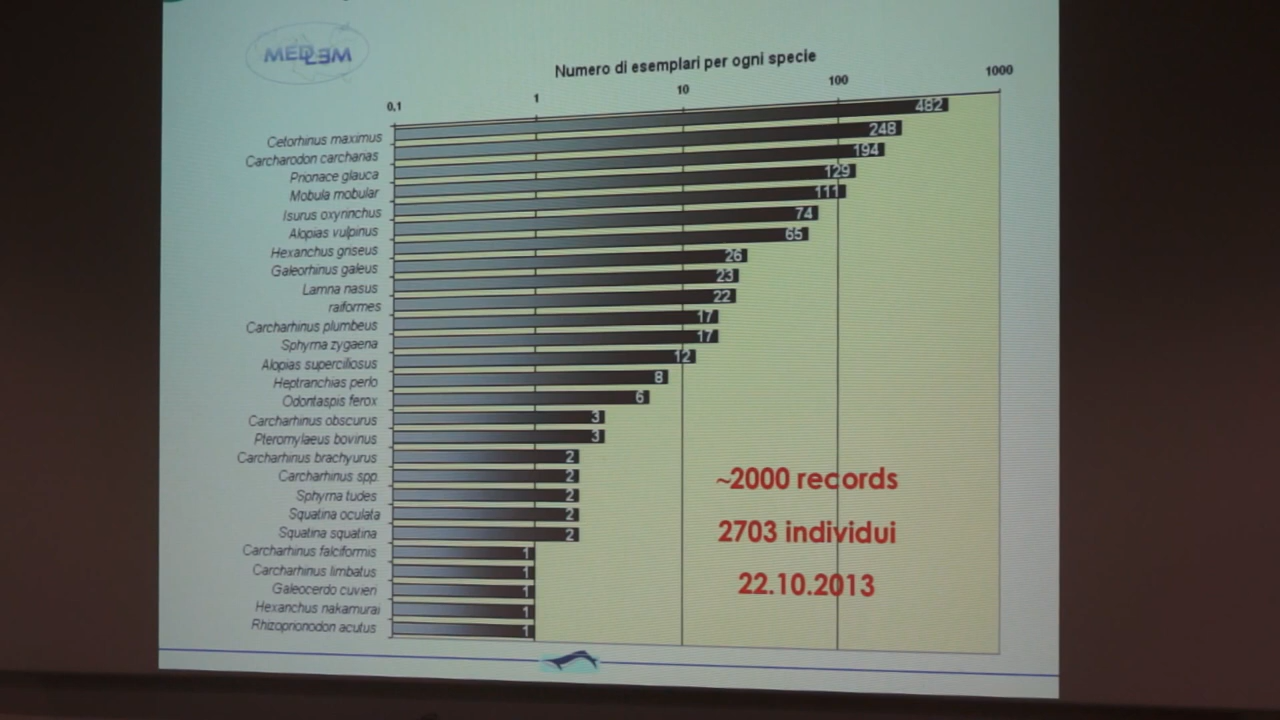 MEDLEM
Numero di esemplari per ogni specie
0,1 1 10 100 1000
Cetorhinus maximus 482
Carcharodon carcharias 248
Prionace glauca 194
Mobula mobular 129
Isurus oxyrinchus 111
Alopias vulpinus 74
Hexanchus griseus 65
Galeorhinus galeus 26
Lamna nasus 23
raiformes 22
Carcharhinus plumbeus 17
Sphyrna zygaena 17
Alopias superciliosus 12
Heptranchias perlo 8
Odontaspis ferox 6
Carcharhinus obscurus 3
Pteromylaeus bovinus 3
Carcharhinus brachyurus 2
Carcharhinus spp. 2
Sphyrna tudes 2
Squatina oculata 2
Squatina squatina 2
Carcharhinus falciformis 1
Carcharhinus limbatus 1
Galeocerdo cuvieri 1
Hexanchus nakamurai 1
Rhizoprionodon acutus 1
~2000 records
2703 individui
22.10.2013